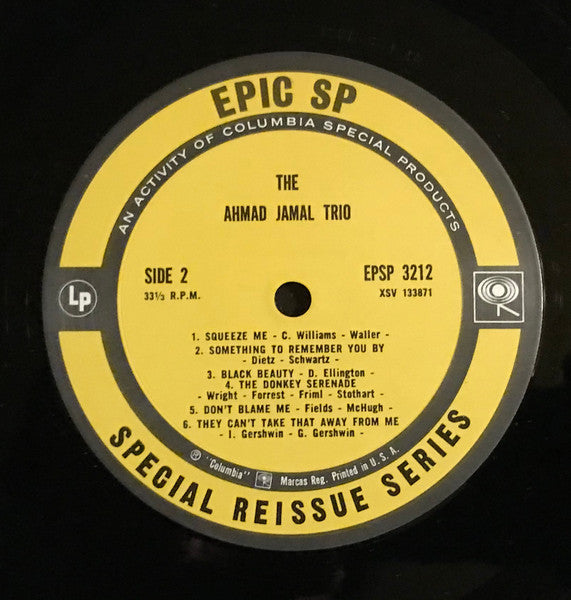 EPIC SP
AN ACTIVITY OF COLUMBIA SPECIAL PRODUCTS
THE
AHMAD JAMAL TRIO
SIDE 2
33⅓ R.P.M.
EPSP 3212
XSV 133871
Lp
1. SQUEEZE ME - C. Williams - Waller -
2. SOMETHING TO REMEMBER YOU BY
- Dietz - Schwartz -
3. BLACK BEAUTY - D. Ellington -
4. THE DONKEY SERENADE
- Wright - Forrest - Friml - Stothart -
5. DON'T BLAME ME - Fields - McHugh -
6. THEY CAN'T TAKE THAT AWAY FROM ME
- I. Gershwin - G. Gershwin -
℗ "Columbia" Marcas Reg. Printed in U. S. A.
SPECIAL REISSUE SERIES